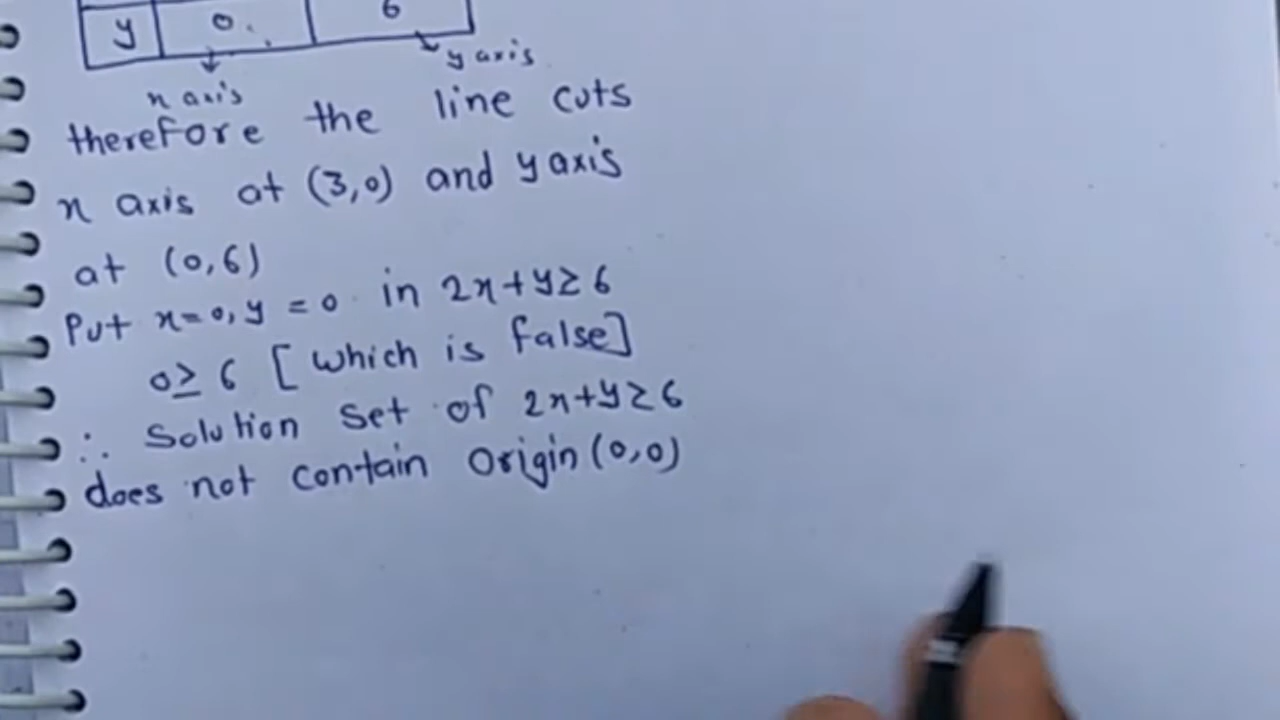 y 0 6
x axis y axis
therefore the line cuts
x axis at (3,0) and y axis
at (0,6)
Put x=0, y=0 in 2x+y≥6
0≥6 [which is false]
∴ Solution set of 2x+y≥6
does not contain Origin (0,0)